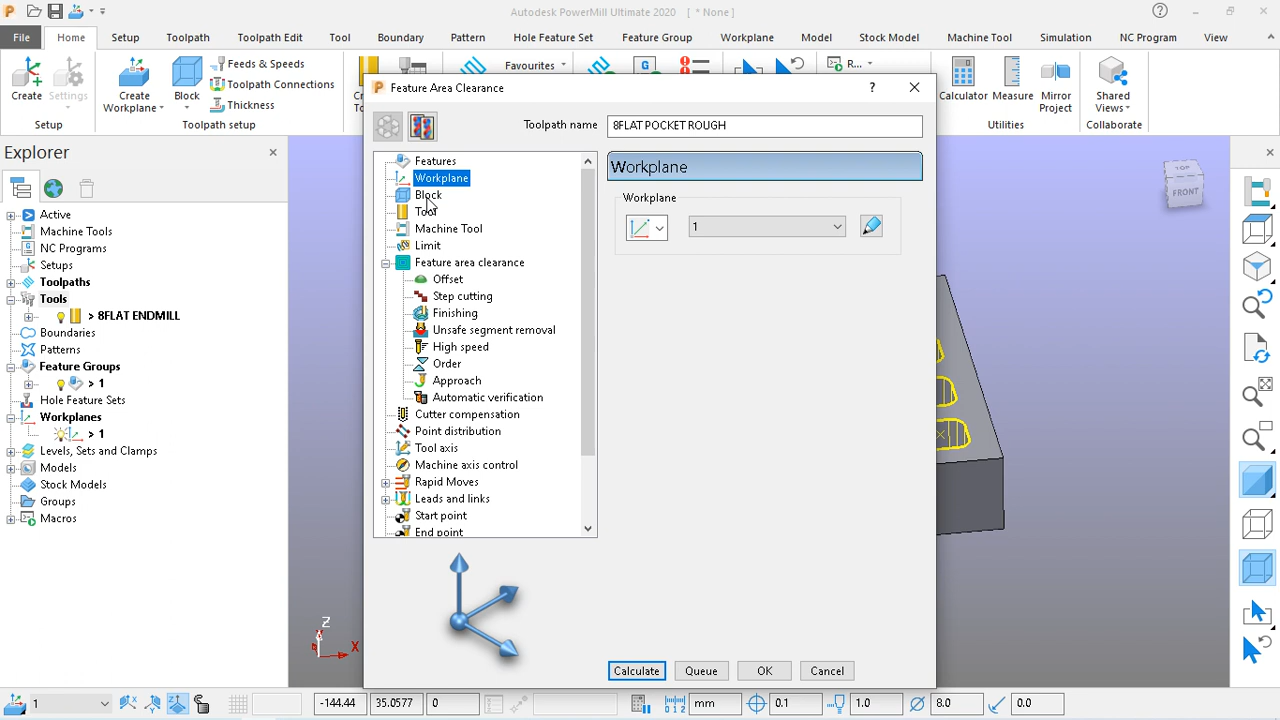 Autodesk PowerMill Ultimate 2020 [ * None ]
File Home Setup Toolpath Toolpath Edit Tool Boundary Pattern Hole Feature Set Feature Group Workplane Model Stock Model Machine Tool Simulation NC Program View
Feeds & Speeds
Toolpath Connections
Thickness
Create Settings
Create Workplane
Block
Favourites
R...
Calculator Measure Mirror Project
Shared Views
Setup Toolpath setup Utilities Collaborate
Feature Area Clearance
Toolpath name 8FLAT POCKET ROUGH
Explorer
Active
Machine Tools
NC Programs
Setups
Toolpaths
Tools
> 8FLAT ENDMILL
Boundaries
Patterns
Feature Groups
> 1
Hole Feature Sets
Workplanes
> 1
Levels, Sets and Clamps
Models
Stock Models
Groups
Macros
Features
Workplane
Block
Tool
Machine Tool
Limit
Feature area clearance
Offset
Step cutting
Finishing
Unsafe segment removal
High speed
Order
Approach
Automatic verification
Cutter compensation
Point distribution
Tool axis
Machine axis control
Rapid Moves
Leads and links
Start point
End point
Workplane
Workplane
1
Calculate Queue OK Cancel
TOP
FRONT
Z
X
1 -144.44 35.0577 0 mm 0.1 1.0 8.0 0.0